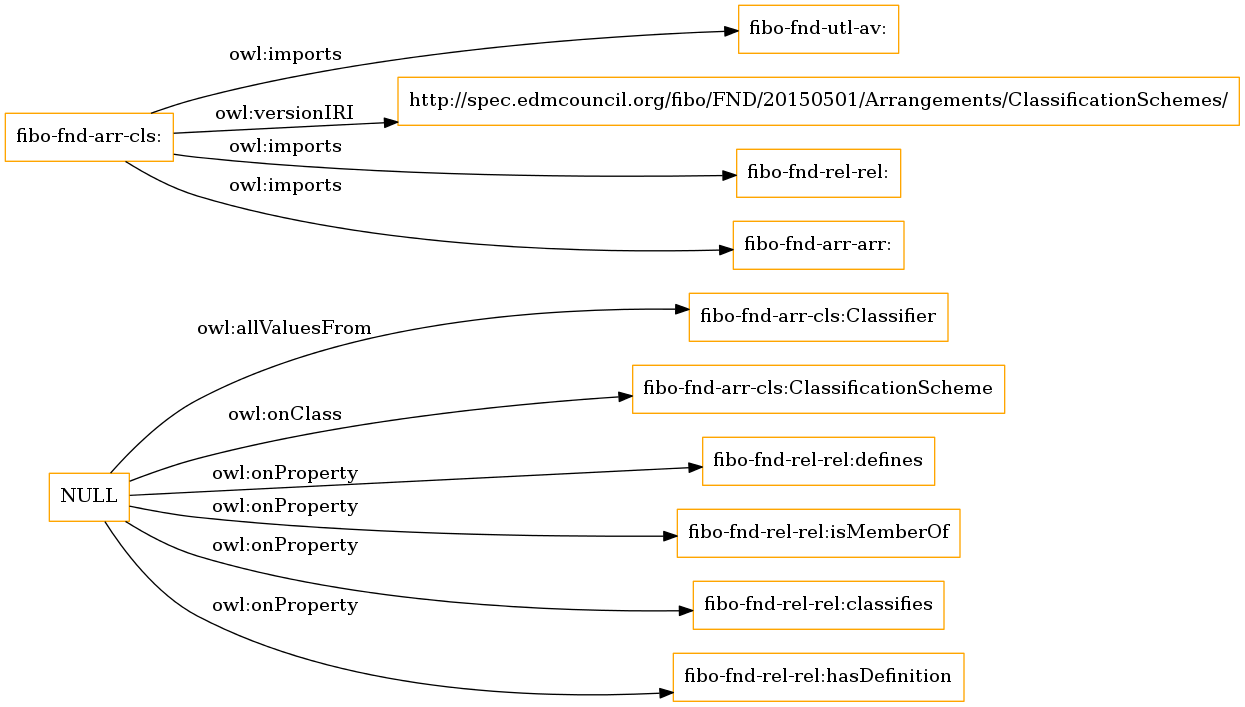 fibo-fnd-utl-av:
owl:imports
http://spec.edmcouncil.org/fibo/FND/20150501/Arrangements/ClassificationSchemes/
owl:versionIRI
fibo-fnd-arr-cls:
owl:imports
fibo-fnd-rel-rel:
owl:imports
fibo-fnd-arr-arr:
fibo-fnd-arr-cls:Classifier
owl:allValuesFrom
fibo-fnd-arr-cls:ClassificationScheme
owl:onClass
fibo-fnd-rel-rel:defines
owl:onProperty
NULL
owl:onProperty
fibo-fnd-rel-rel:isMemberOf
owl:onProperty
fibo-fnd-rel-rel:classifies
owl:onProperty
fibo-fnd-rel-rel:hasDefinition